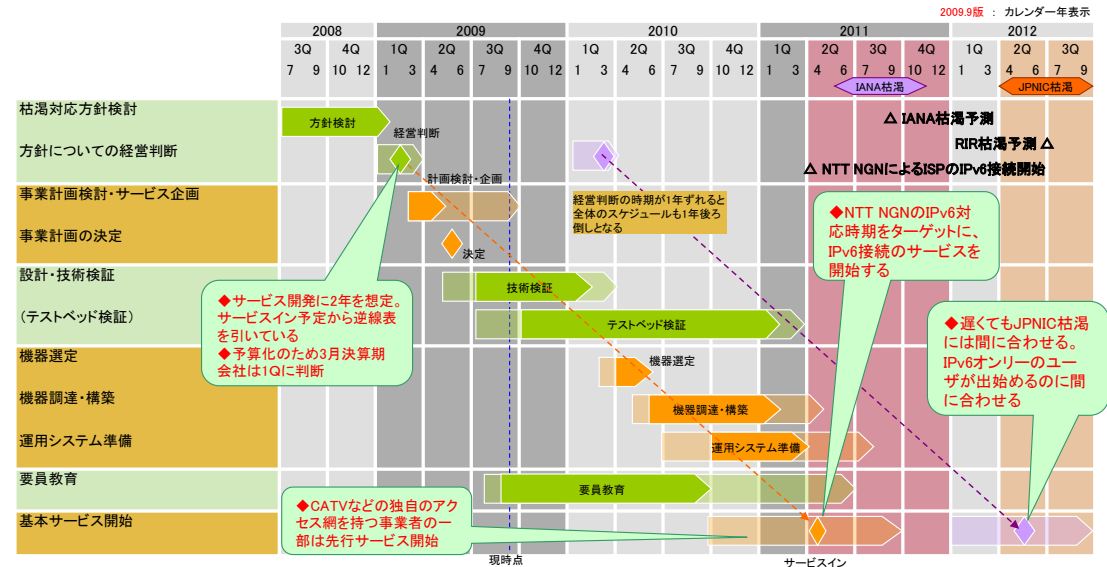 2009.9版 ： カレンダー年表示
2008 2009 2010 2011 2012
3Q 4Q 1Q 2Q 3Q 4Q 1Q 2Q 3Q 4Q 1Q 2Q 3Q 4Q 1Q 2Q 3Q
7 9 10 12 1 3 4 6 7 9 10 12 1 3 4 6 7 9 10 12 1 3 4 6 7 9 10 12 1 3 4 6 7 9
IANA枯渇 JPNIC枯渇
枯渇対応方針検討
方針検討
△ IANA枯渇予測
経営判断
RIR枯渇予測 △
方針についての経営判断
△ NTT NGNによるISPのIPv6接続開始
計画検討・企画
事業計画検討・サービス企画
経営判断の時期が1年ずれると
全体のスケジュールも1年後ろ
倒しとなる
事業計画の決定
決定
◆NTT NGNのIPv6対
応時期をターゲットに、
IPv6接続のサービスを
開始する
設計・技術検証
技術検証
◆サービス開発に2年を想定。
サービスイン予定から逆線表
を引いている
◆予算化のため3月決算期
会社は1Qに判断
（テストベッド検証）
テストベッド検証
◆遅くてもJPNIC枯渇
には間に合わせる。
IPv6オンリーのユー
ザが出始めるのに間
に合わせる
機器選定
機器選定
機器調達・構築
機器調達・構築
運用システム準備
運用システム準備
要員教育
要員教育
◆CATVなどの独自のアク
セス網を持つ事業者の一
部は先行サービス開始
基本サービス開始
現時点
サービスイン